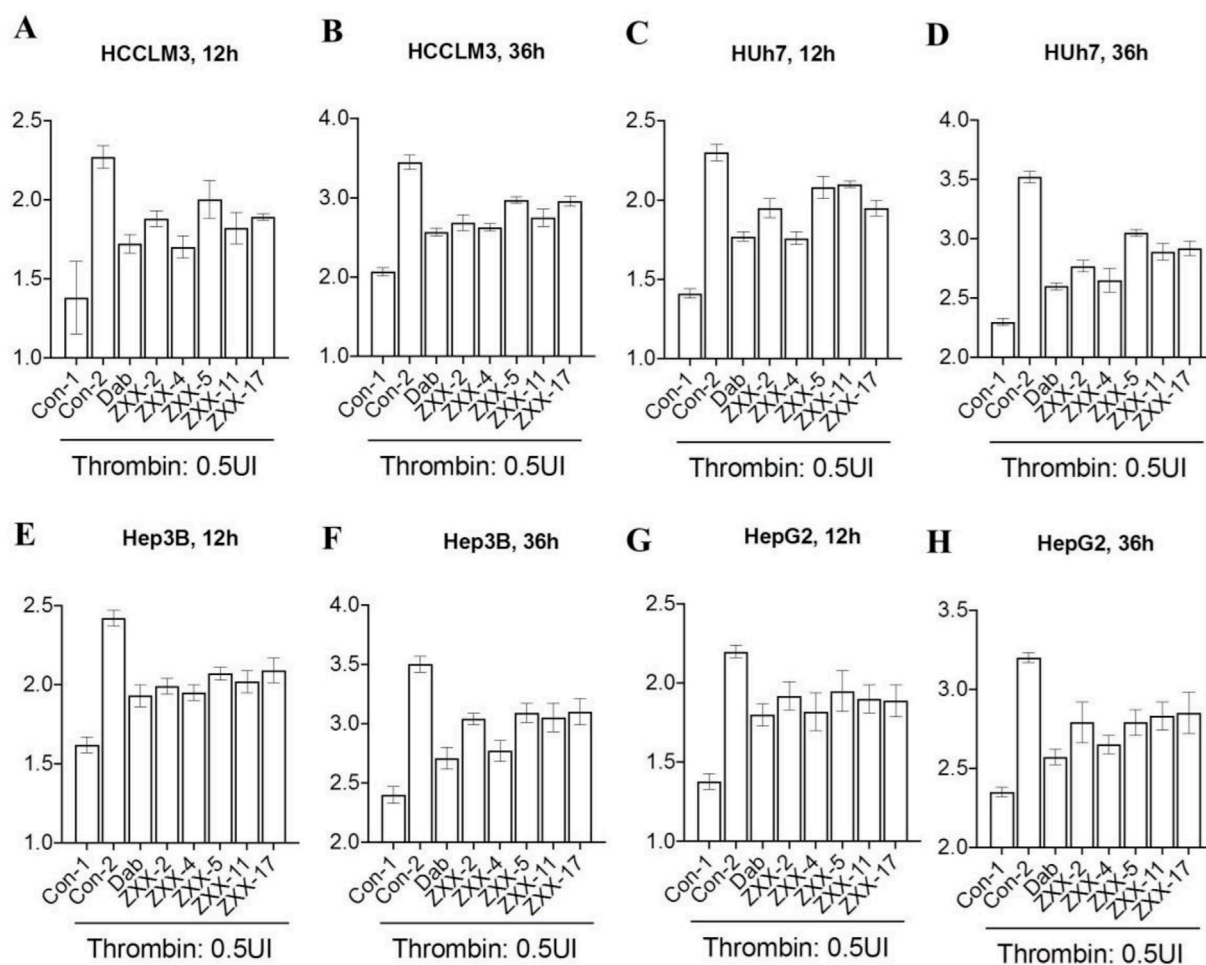 A
HCCLM3, 12h
2.5
2.0
1.5
1.0
Con-1
Con-2
Dab
ZXX-2
ZXX-4
ZXX-5
ZXX-11
ZXX-17
Thrombin: 0.5UI
B
HCCLM3, 36h
4.0
3.0
2.0
1.0
Con-1
Con-2
Dab
ZXX-2
ZXX-4
ZXX-5
ZXX-11
ZXX-17
Thrombin: 0.5UI
C
HUh7, 12h
2.5
2.0
1.5
1.0
Con-1
Con-2
Dab
ZXX-2
ZXX-4
ZXX-5
ZXX-11
ZXX-17
Thrombin: 0.5UI
D
HUh7, 36h
4.0
3.5
3.0
2.5
2.0
Con-1
Con-2
Dab
ZXX-2
ZXX-4
ZXX-5
ZXX-11
ZXX-17
Thrombin: 0.5UI
E
Hep3B, 12h
2.5
2.0
1.5
1.0
Con-1
Con-2
Dab
ZXX-2
ZXX-4
ZXX-5
ZXX-11
ZXX-17
Thrombin: 0.5UI
F
Hep3B, 36h
4.0
3.5
3.0
2.5
2.0
Con-1
Con-2
Dab
ZXX-2
ZXX-4
ZXX-5
ZXX-11
ZXX-17
Thrombin: 0.5UI
G
HepG2, 12h
2.5
2.0
1.5
1.0
Con-1
Con-2
Dab
ZXX-2
ZXX-4
ZXX-5
ZXX-11
ZXX-17
Thrombin: 0.5UI
H
HepG2, 36h
3.5
3.0
2.5
2.0
Con-1
Con-2
Dab
ZXX-2
ZXX-4
ZXX-5
ZXX-11
ZXX-17
Thrombin: 0.5UI